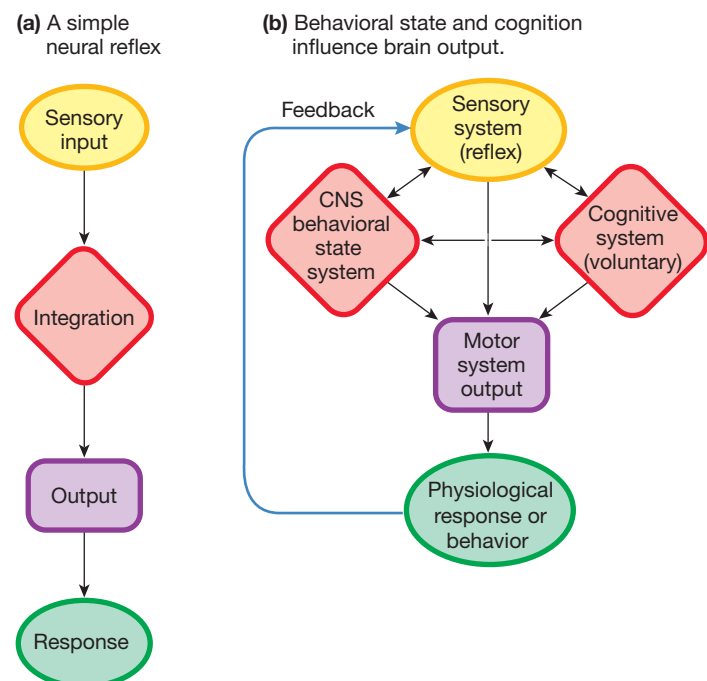 (a) A simple
neural reflex
Sensory
input
Integration
Output
Response
(b) Behavioral state and cognition
influence brain output.
Feedback
Sensory
system
(reflex)
CNS
behavioral
state
system
Cognitive
system
(voluntary)
Motor
system
output
Physiological
response or
behavior